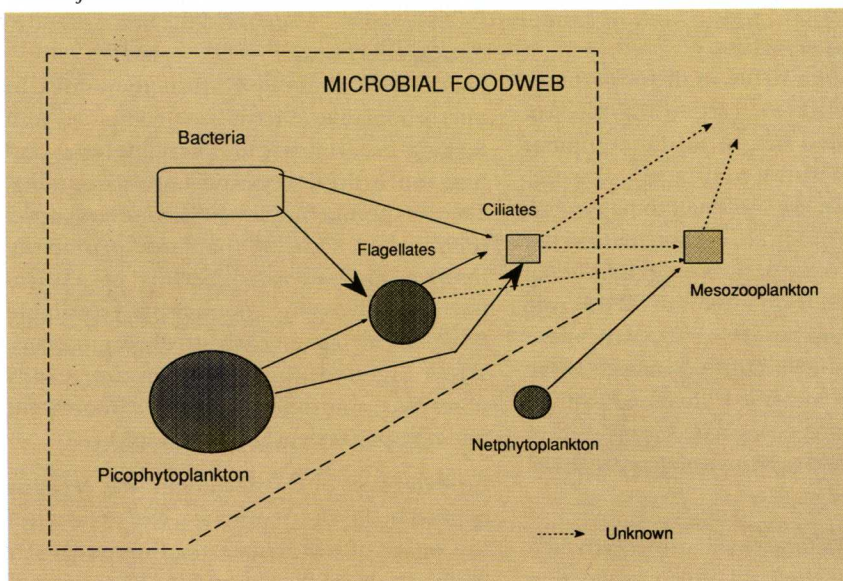 MICROBIAL FOODWEB
Bacteria
Ciliates
Flagellates
Mesozooplankton
Netphytoplankton
Picophytoplankton
Unknown